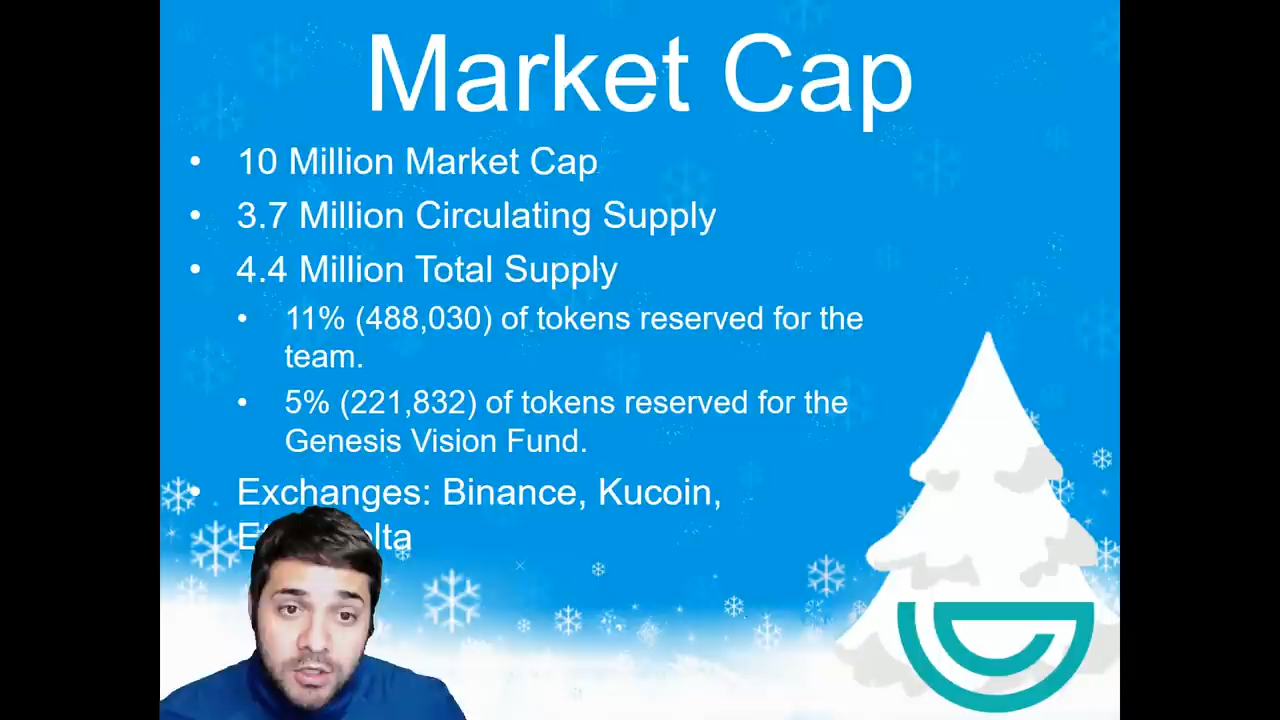 Market Cap
• 10 Million Market Cap
• 3.7 Million Circulating Supply
• 4.4 Million Total Supply
• 11% (488,030) of tokens reserved for the
team.
• 5% (221,832) of tokens reserved for the
Genesis Vision Fund.
• Exchanges: Binance, Kucoin,